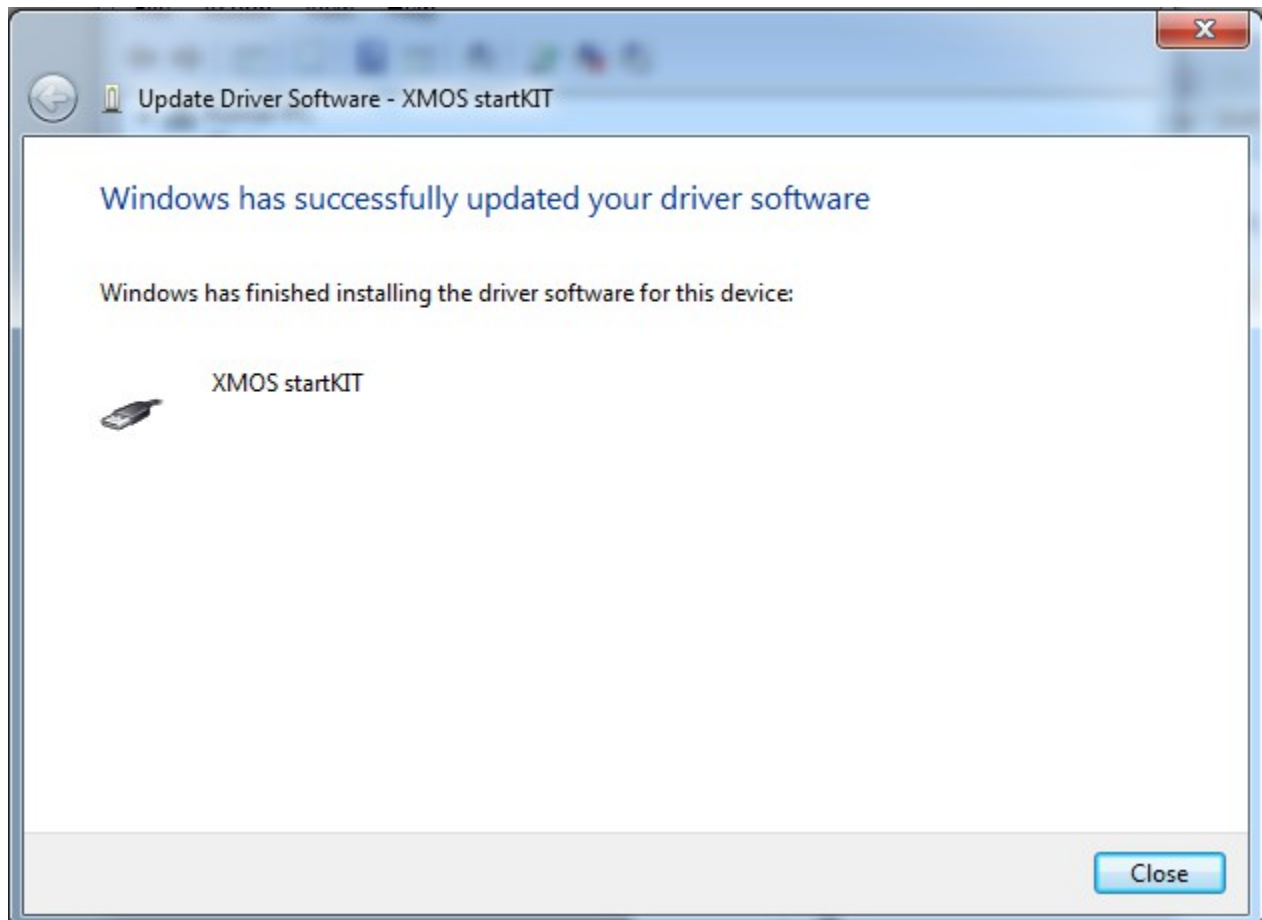 Update Driver Software - XMOS startKIT
Windows has successfully updated your driver software
Windows has finished installing the driver software for this device:
XMOS startKIT
Close